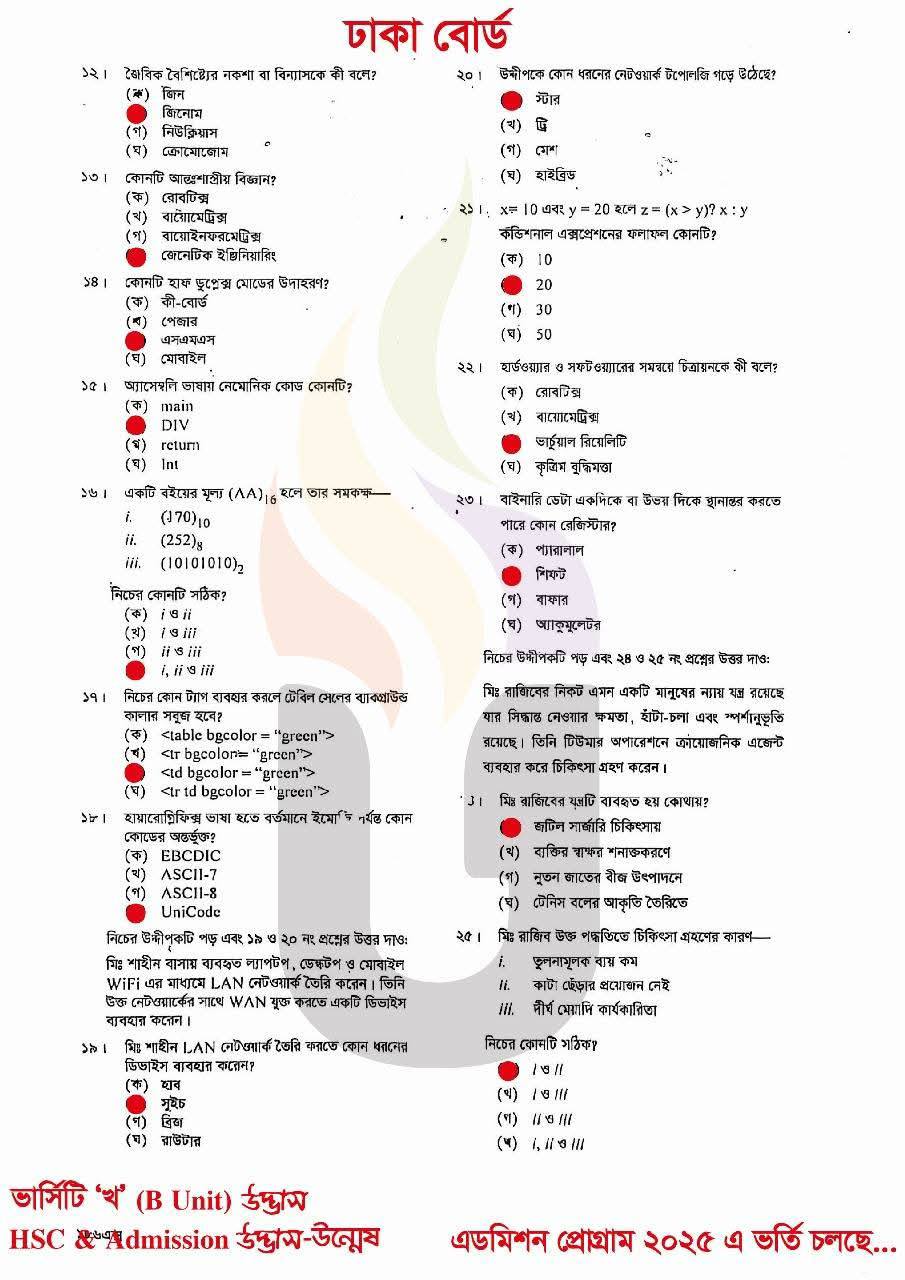 ঢাকা বোর্ড
১২। জৈবিক বৈশিষ্ট্যের নকশা বা বিন্যাসকে কী বলে?
(ক) জিন
জিনোম
(গ) নিউক্লিয়াস
(ঘ) ক্রোমোজোম
১৩। কোনটি আন্তঃশাস্ত্রীয় বিজ্ঞান?
(ক) রোবটিক্স
(খ) বায়োমেট্রিক্স
(গ) বায়োইনফরমেট্রিক্স
জেনেটিক ইঞ্জিনিয়ারিং
১৪। কোনটি হাফ ডুপ্লেক্স মোডের উদাহরণ?
(ক) কী-বোর্ড
(খ) পেজার
এসএমএস
(ঘ) মোবাইল
১৫। অ্যাসেম্বলি ভাষায় নেমোনিক কোড কোনটি?
(ক) main
DIV
(গ) return
(ঘ) Int
১৬। একটি বইয়ের মূল্য (AA)16 হলে তার সমকক্ষ—
i. (170)10
ii. (252)8
iii. (10101010)2
নিচের কোনটি সঠিক?
(ক) i ও ii
(খ) i ও iii
(গ) ii ও iii
i, ii ও iii
১৭। নিচের কোন ট্যাগ ব্যবহার করলে টেবিল সেলের ব্যাকগ্রাউন্ড
কালার সবুজ হবে?
(ক) <table bgcolor = “green”>
(খ) <tr bgcolor= “green”>
<td bgcolor = “green”>
(ঘ) <tr td bgcolor = “green”>
১৮। হায়ারোগ্লিফিক্স ভাষা হতে বর্তমানে ইমোজি পর্যন্ত কোন
কোডের অন্তর্ভুক্ত?
(ক) EBCDIC
(খ) ASCII-7
(গ) ASCII-8
UniCode
নিচের উদ্দীপকটি পড় এবং ১৯ ও ২০ নং প্রশ্নের উত্তর দাও:
মিঃ শাহীন বাসায় ব্যবহৃত ল্যাপটপ, ডেস্কটপ ও মোবাইল
WiFi এর মাধ্যমে LAN নেটওয়ার্ক তৈরি করেন। তিনি
উক্ত নেটওয়ার্কের সাথে WAN যুক্ত করতে একটি ডিভাইস
ব্যবহার করেন।
১৯। মিঃ শাহীন LAN নেটওয়ার্ক তৈরি করতে কোন ধরনের
ডিভাইস ব্যবহার করেন?
(ক) হাব
সুইচ
(গ) ব্রিজ
(ঘ) রাউটার
২০। উদ্দীপকে কোন ধরনের নেটওয়ার্ক টপোলজি গড়ে উঠেছে?
স্টার
(খ) ট্রি
(গ) মেশ
(ঘ) হাইব্রিড
২১। x= 10 এবং y = 20 হলে z = (x > y)? x : y
কন্ডিশনাল এক্সপ্রেশনের ফলাফল কোনটি?
(ক) 10
20
(গ) 30
(ঘ) 50
২২। হার্ডওয়্যার ও সফটওয়্যারের সমন্বয়ে চিত্রায়নকে কী বলে?
(ক) রোবটিক্স
(খ) বায়োমেট্রিক্স
ভার্চুয়াল রিয়েলিটি
(ঘ) কৃত্রিম বুদ্ধিমত্তা
২৩। বাইনারি ডেটা একদিকে বা উভয় দিকে স্থানান্তর করতে
পারে কোন রেজিস্টার?
(ক) প্যারালাল
শিফট
(গ) বাফার
(ঘ) অ্যাকুমুলেটর
নিচের উদ্দীপকটি পড় এবং ২৪ ও ২৫ নং প্রশ্নের উত্তর দাও:
মিঃ রাজিবের নিকট এমন একটি মানুষের ন্যায় যন্ত্র রয়েছে
যার সিদ্ধান্ত নেওয়ার ক্ষমতা, হাঁটা-চলা এবং স্পর্শানুভূতি
রয়েছে। তিনি টিউমার অপারেশনে ক্রায়োজনিক এজেন্ট
ব্যবহার করে চিকিৎসা গ্রহণ করেন।
মিঃ রাজিবের যন্ত্রটি ব্যবহৃত হয় কোথায়?
জটিল সার্জারি চিকিৎসায়
(খ) ব্যক্তির স্বাক্ষর শনাক্তকরণে
(গ) নুতন জাতের বীজ উৎপাদনে
(ঘ) টেনিস বলের আকৃতি তৈরিতে
২৫। মিঃ রাজিব উক্ত পদ্ধতিতে চিকিৎসা গ্রহণের কারণ—
i. তুলনামূলক ব্যয় কম
ii. কাটা ছেঁড়ার প্রয়োজন নেই
iii. দীর্ঘ মেয়াদি কার্যকারিতা
নিচের কোনটি সঠিক?
i ও ii
(খ) i ও iii
(গ) ii ও iii
(ঘ) i, ii ও iii
ভার্সিটি ‘খ’ (B Unit) উদ্ভাস
HSC & Admission উদ্ভাস-উন্মেষ
এডমিশন প্রোগ্রাম ২০২৫ এ ভর্তি চলছে...